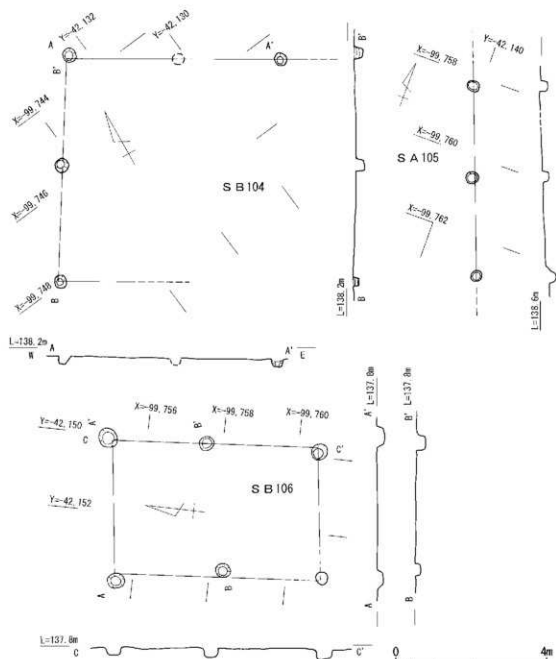 Y=-42,132
Y=-42,130
A
B'
A'
X=-99,744
X=-99,746
X=-99,748
SB104
B
B'
L=138.2m
B
X=-99,758
Y=-42,140
X=-99,760
SA105
X=-99,762
L=138.6m
L=138.2m A
W
A'
E
Y=-42,150
X=-99,756
X=-99,758
X=-99,760
A'
C
B'
C'
SB106
Y=-42,152
A
B
A' L=137.8m
B' L=137.8m
A
B
L=137.8m
C
C'
0
4m